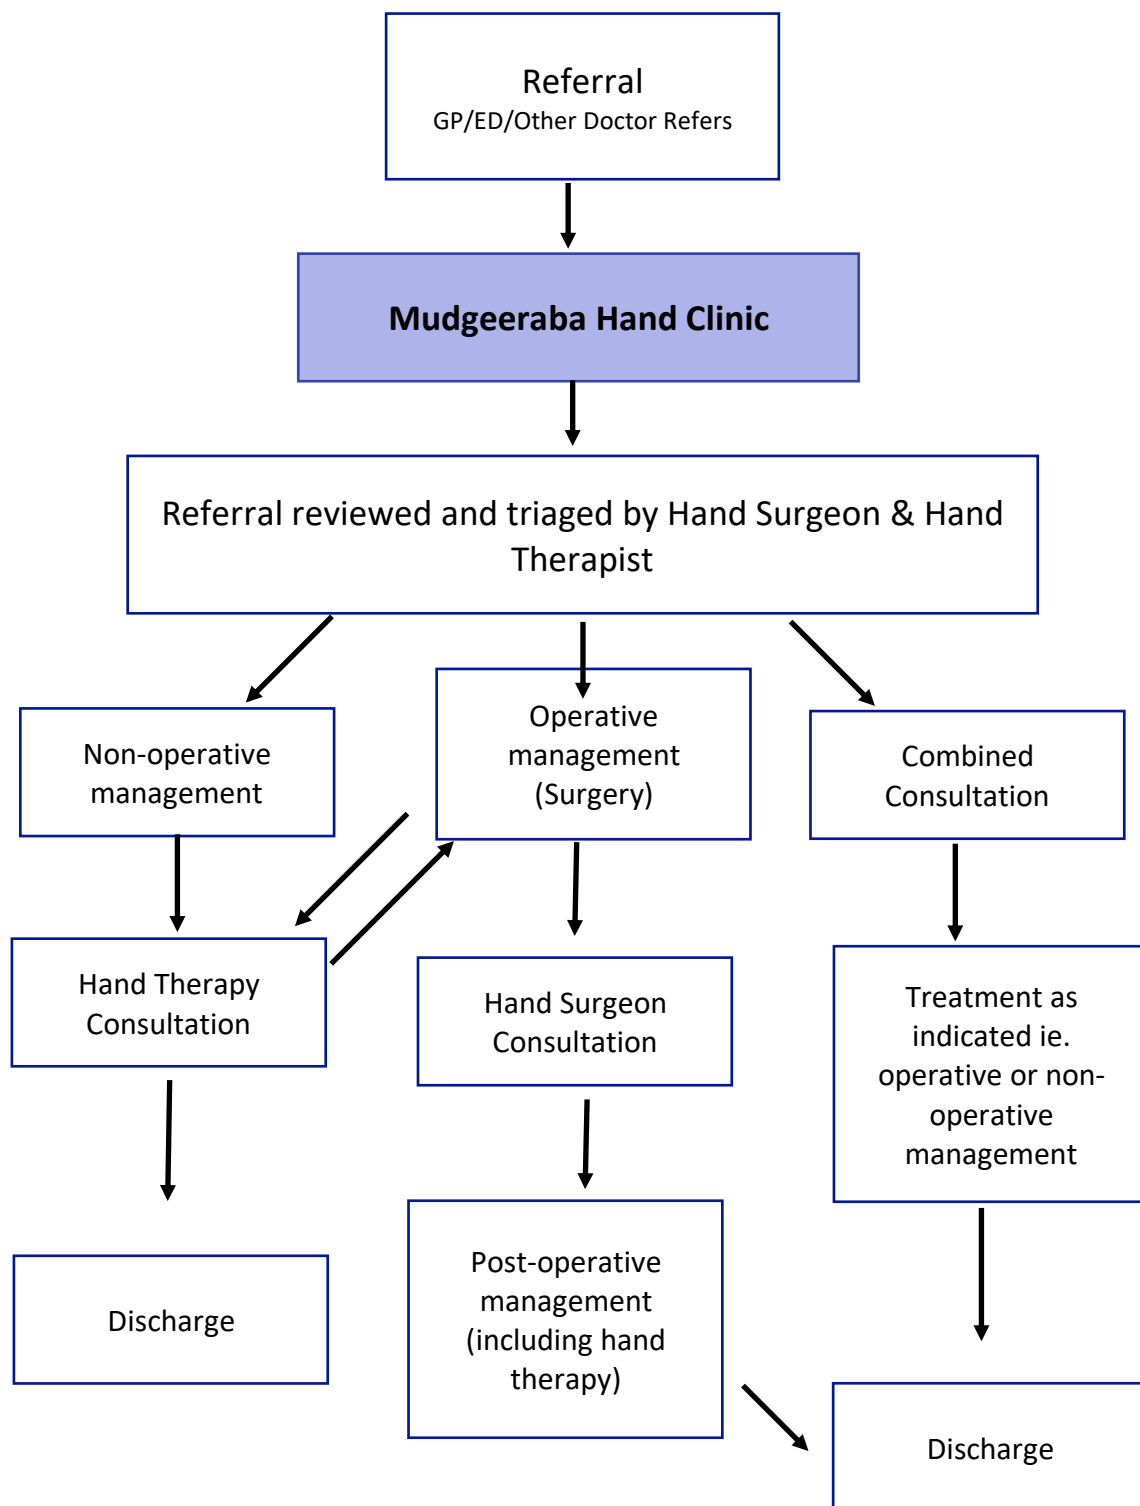 Referral
GP/ED/Other Doctor Refers
Mudgeeraba Hand Clinic
Referral reviewed and triaged by Hand Surgeon & Hand
Therapist
Non-operative
management
Operative
management
(Surgery)
Combined
Consultation
Hand Therapy
Consultation
Hand Surgeon
Consultation
Treatment as
indicated ie.
operative or non-
operative
management
Discharge
Post-operative
management
(including hand
therapy)
Discharge